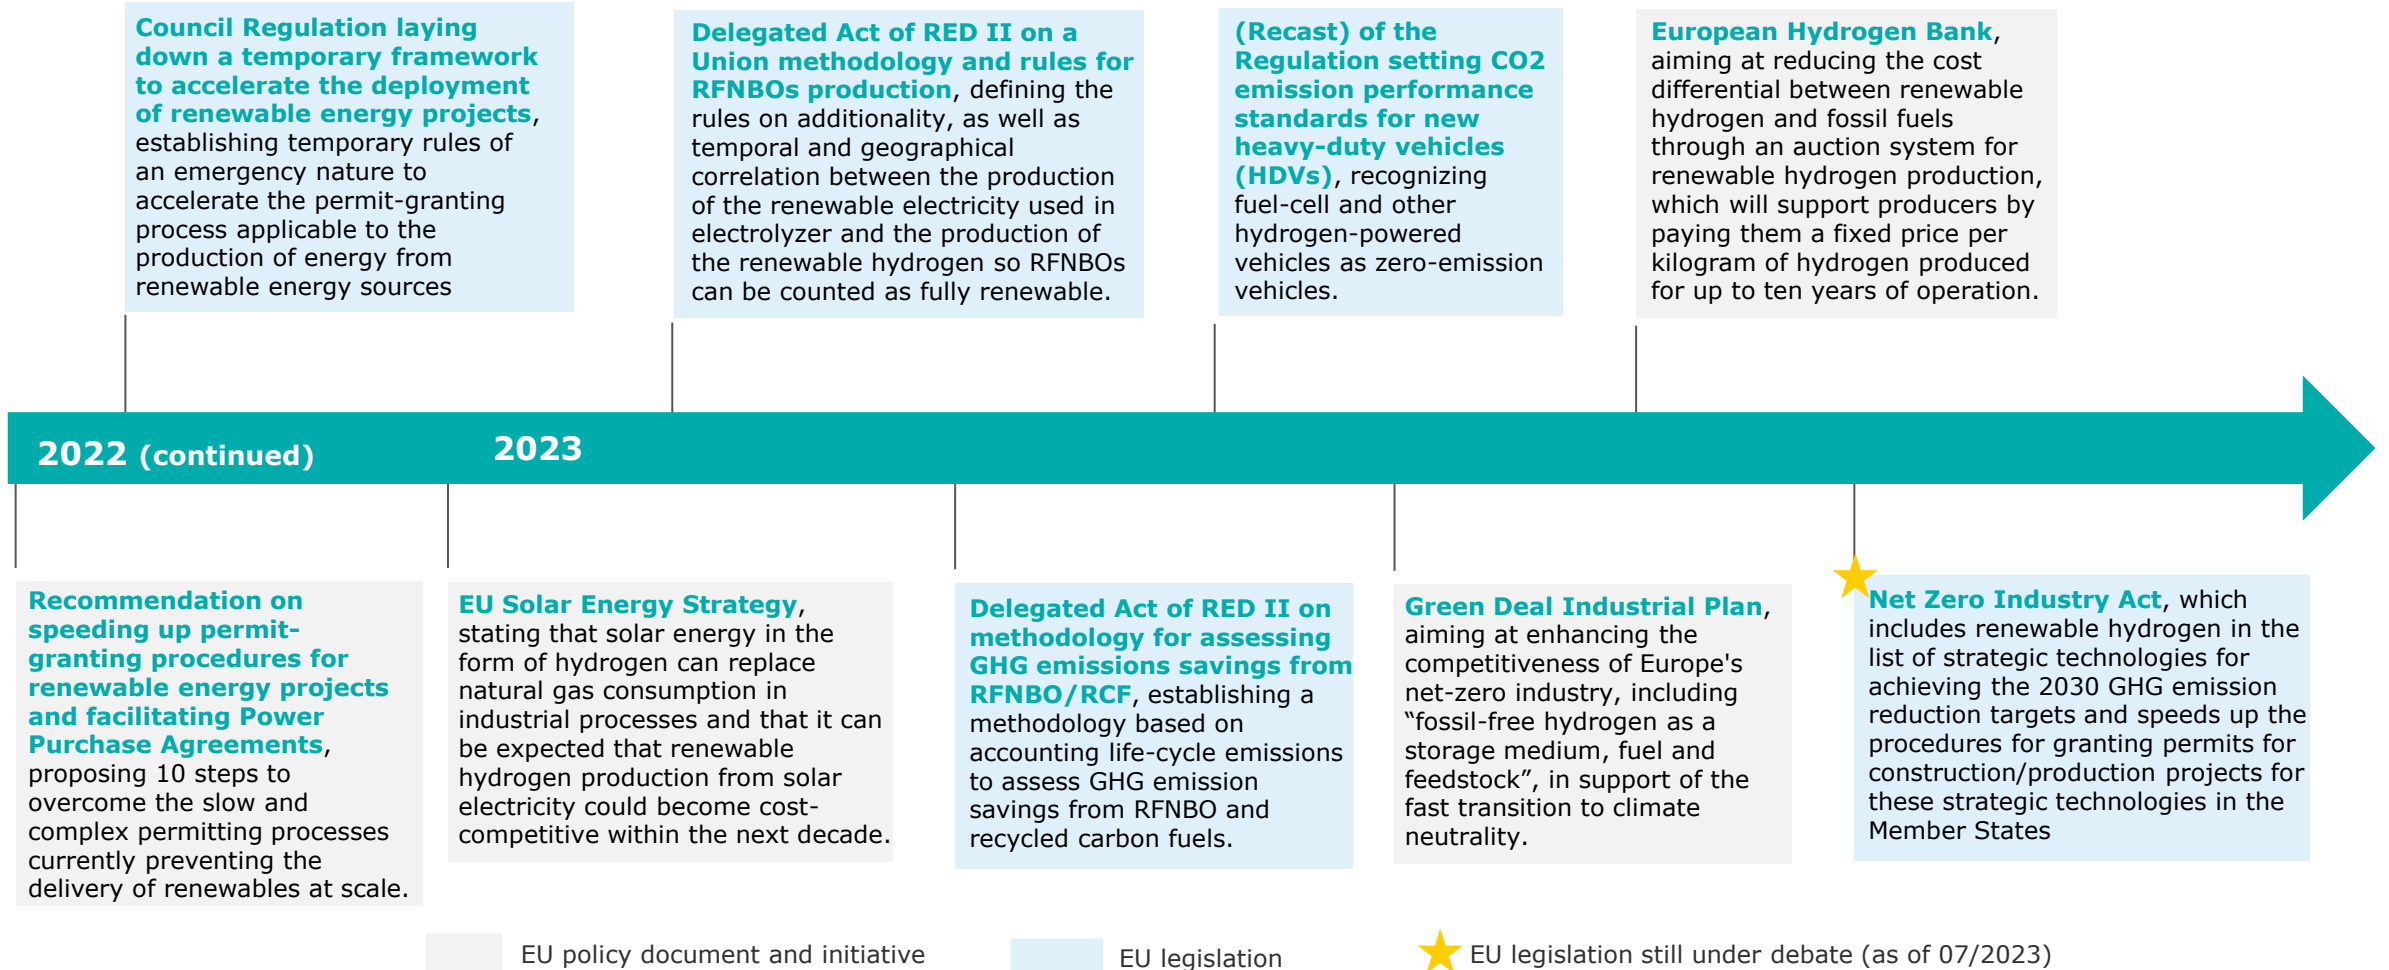 Council Regulation laying
down a temporary framework
to accelerate the deployment
of renewable energy projects,
establishing temporary rules of
an emergency nature to
accelerate the permit-granting
process applicable to the
production of energy from
renewable energy sources
Delegated Act of RED II on a
Union methodology and rules for
RFNBOs production, defining the
rules on additionality, as well as
temporal and geographical
correlation between the production
of the renewable electricity used in
electrolyzer and the production of
the renewable hydrogen so RFNBOs
can be counted as fully renewable.
(Recast) of the
Regulation setting CO2
emission performance
standards for new
heavy-duty vehicles
(HDVs), recognizing
fuel-cell and other
hydrogen-powered
vehicles as zero-emission
vehicles.
European Hydrogen Bank,
aiming at reducing the cost
differential between renewable
hydrogen and fossil fuels
through an auction system for
renewable hydrogen production,
which will support producers by
paying them a fixed price per
kilogram of hydrogen produced
for up to ten years of operation.
2022 (continued)
2023
Recommendation on
speeding up permit-
granting procedures for
renewable energy projects
and facilitating Power
Purchase Agreements,
proposing 10 steps to
overcome the slow and
complex permitting processes
currently preventing the
delivery of renewables at scale.
EU Solar Energy Strategy,
stating that solar energy in the
form of hydrogen can replace
natural gas consumption in
industrial processes and that it can
be expected that renewable
hydrogen production from solar
electricity could become cost-
competitive within the next decade.
Delegated Act of RED II on
methodology for assessing
GHG emissions savings from
RFNBO/RCF, establishing a
methodology based on
accounting life-cycle emissions
to assess GHG emission
savings from RFNBO and
recycled carbon fuels.
Green Deal Industrial Plan,
aiming at enhancing the
competitiveness of Europe's
net-zero industry, including
“fossil-free hydrogen as a
storage medium, fuel and
feedstock”, in support of the
fast transition to climate
neutrality.
Net Zero Industry Act, which
includes renewable hydrogen in the
list of strategic technologies for
achieving the 2030 GHG emission
reduction targets and speeds up the
procedures for granting permits for
construction/production projects for
these strategic technologies in the
Member States
EU policy document and initiative
EU legislation
EU legislation still under debate (as of 07/2023)